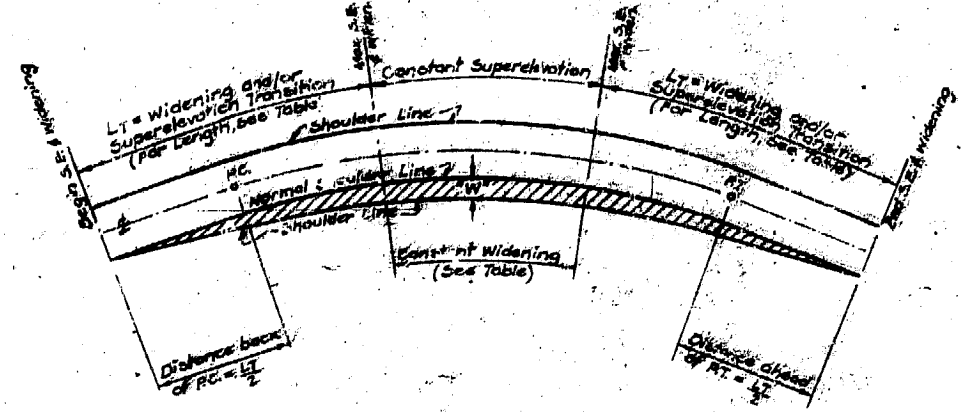 Begin S.E. & Widening
LT = Widening and/or
Superelevation Transition
(For Length, See Table)
Max. S.E.
Constant Superelevation
Max. S.E.
LT = Widening and/or
Superelevation Transition
(For Length, See Table)
End S.E. & Widening
Shoulder Line
P.C.
P.T.
Normal Shoulder Line
"W"
Shoulder Line
Constant Widening
(See Table)
Distance back
of P.C. = LT/2
Distance ahead
of P.T. = LT/2